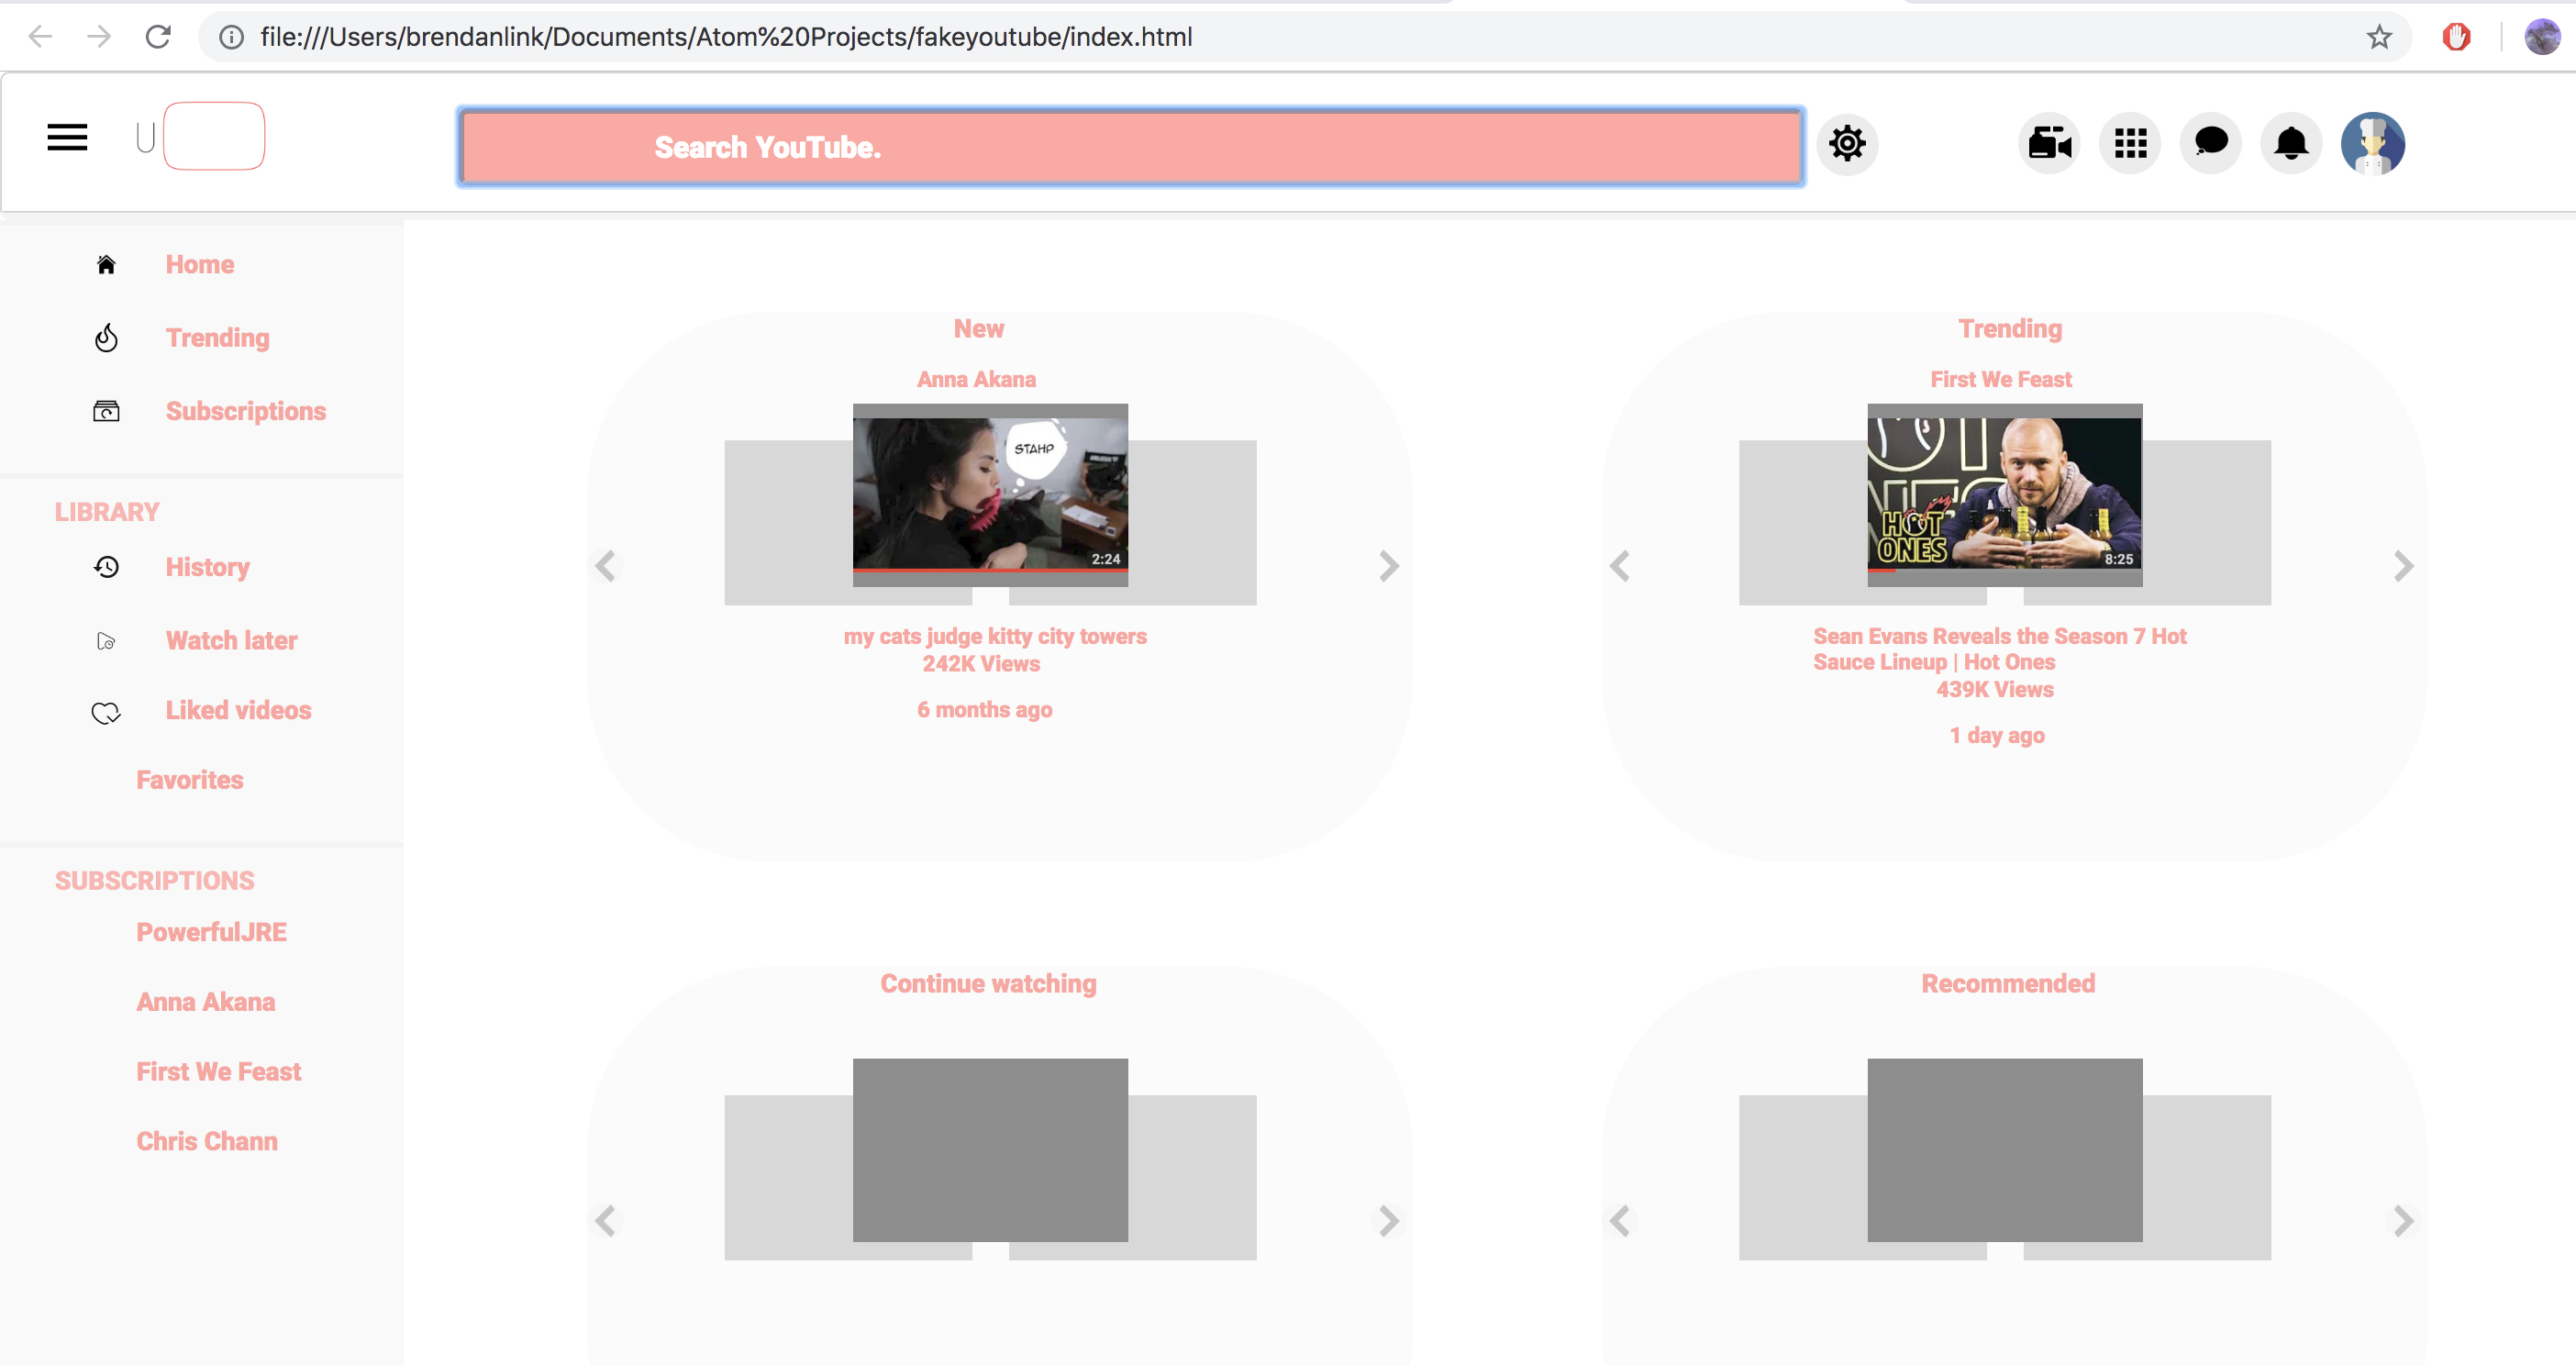 file:///Users/brendanlink/Documents/Atom%20Projects/fakeyoutube/index.html
U
Search YouTube.
Home
Trending
Subscriptions
LIBRARY
History
Watch later
Liked videos
Favorites
SUBSCRIPTIONS
PowerfulJRE
Anna Akana
First We Feast
Chris Chann
New
Anna Akana
STAHP
2:24
my cats judge kitty city towers
242K Views
6 months ago
Trending
First We Feast
HOT
ONES
8:25
Sean Evans Reveals the Season 7 Hot
Sauce Lineup | Hot Ones
439K Views
1 day ago
Continue watching
Recommended